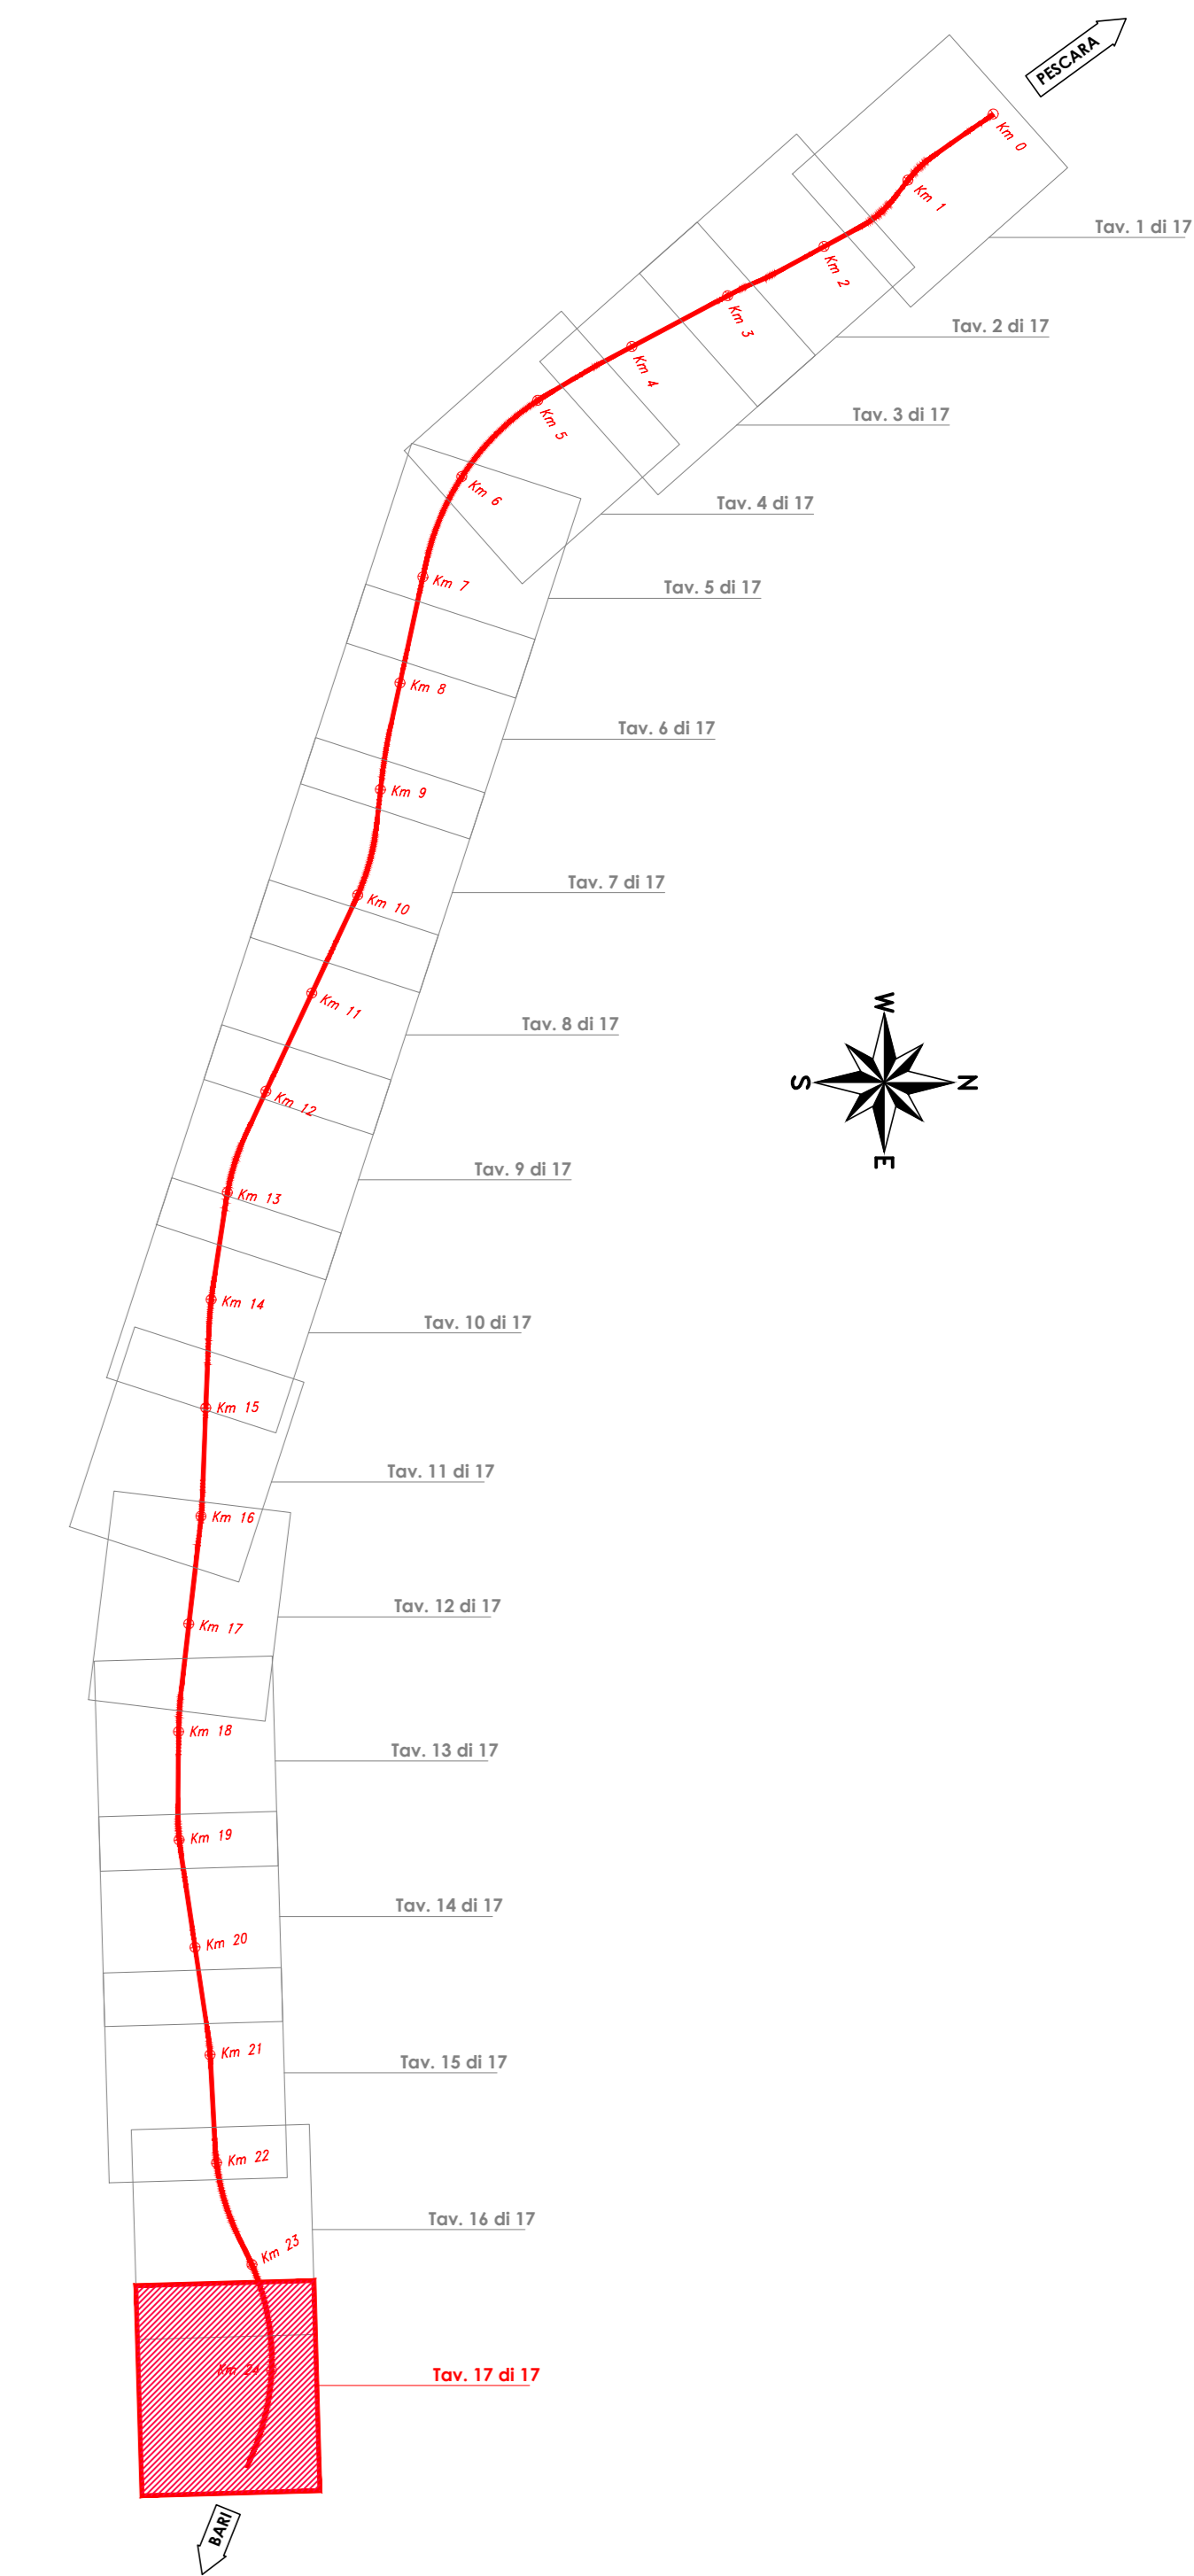 PESCARA
Km 0
Km 1
Tav. 1 di 17
Km 2
Km 3
Tav. 2 di 17
Km 4
Km 5
Tav. 3 di 17
Km 6
Tav. 4 di 17
Km 7
Tav. 5 di 17
Km 8
Tav. 6 di 17
Km 9
Tav. 7 di 17
Km 10
Km 11
W
Tav. 8 di 17
S
N
Km 12
E
Tav. 9 di 17
Km 13
Km 14
Tav. 10 di 17
Km 15
Tav. 11 di 17
Km 16
Tav. 12 di 17
Km 17
Km 18
Tav. 13 di 17
Km 19
Tav. 14 di 17
Km 20
Km 21
Tav. 15 di 17
Km 22
Tav. 16 di 17
Km 23
Km 24
Tav. 17 di 17
BARI